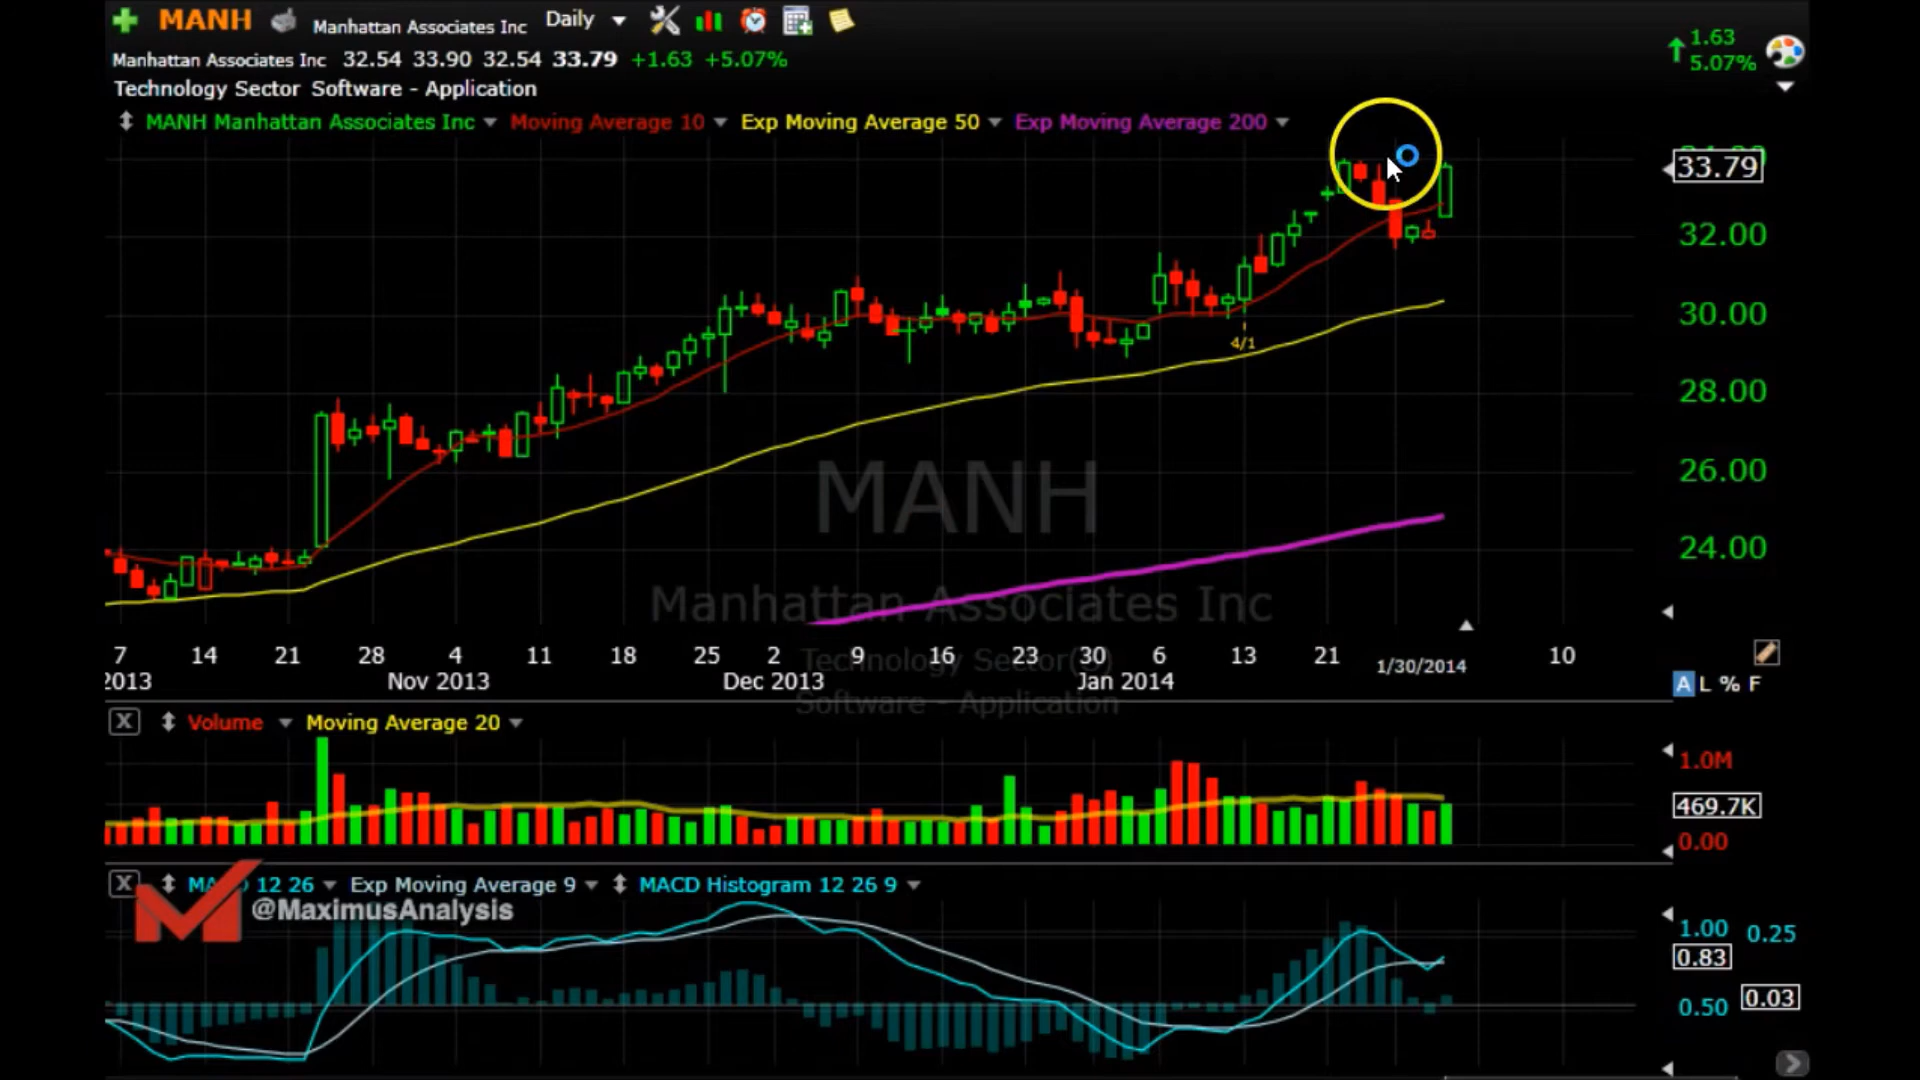 MANH Manhattan Associates Inc Daily
Manhattan Associates Inc 32.54 33.90 32.54 33.79 +1.63 +5.07%
1.63
5.07%
Technology Sector Software - Application
MANH Manhattan Associates Inc Moving Average 10 Exp Moving Average 50 Exp Moving Average 200
33.79
32.00
30.00
4/1
28.00
26.00
MANH
24.00
Manhattan Associates Inc
7 14 21 28 4 11 18 25 2 9 16 23 30 6 13 21 1/30/2014 10
2013 Nov 2013 Dec 2013 Jan 2014
Technology Sector
Software - Application
A L % F
X Volume Moving Average 20
1.0M
469.7K
0.00
X 12 26 Exp Moving Average 9 MACD Histogram 12 26 9
@MaximusAnalysis
1.00 0.25
0.83
0.50 0.03